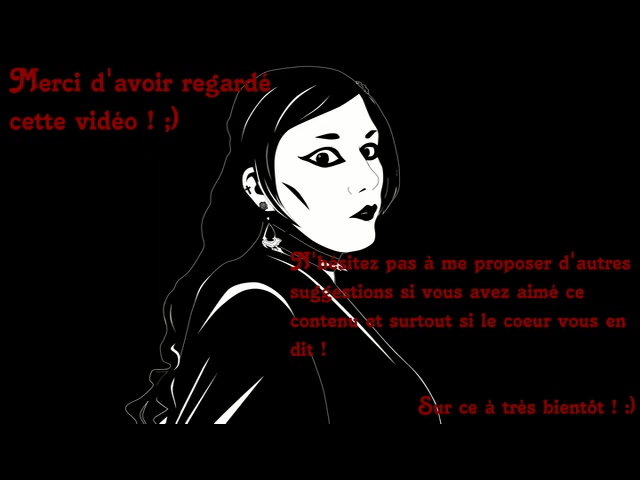 Merci d'avoir regardé
cette vidéo ! ;)
N'hésitez pas à me proposer d'autres
suggestions si vous avez aimé ce
contenu et surtout si le coeur vous en
dit !
Sur ce à très bientôt ! :)